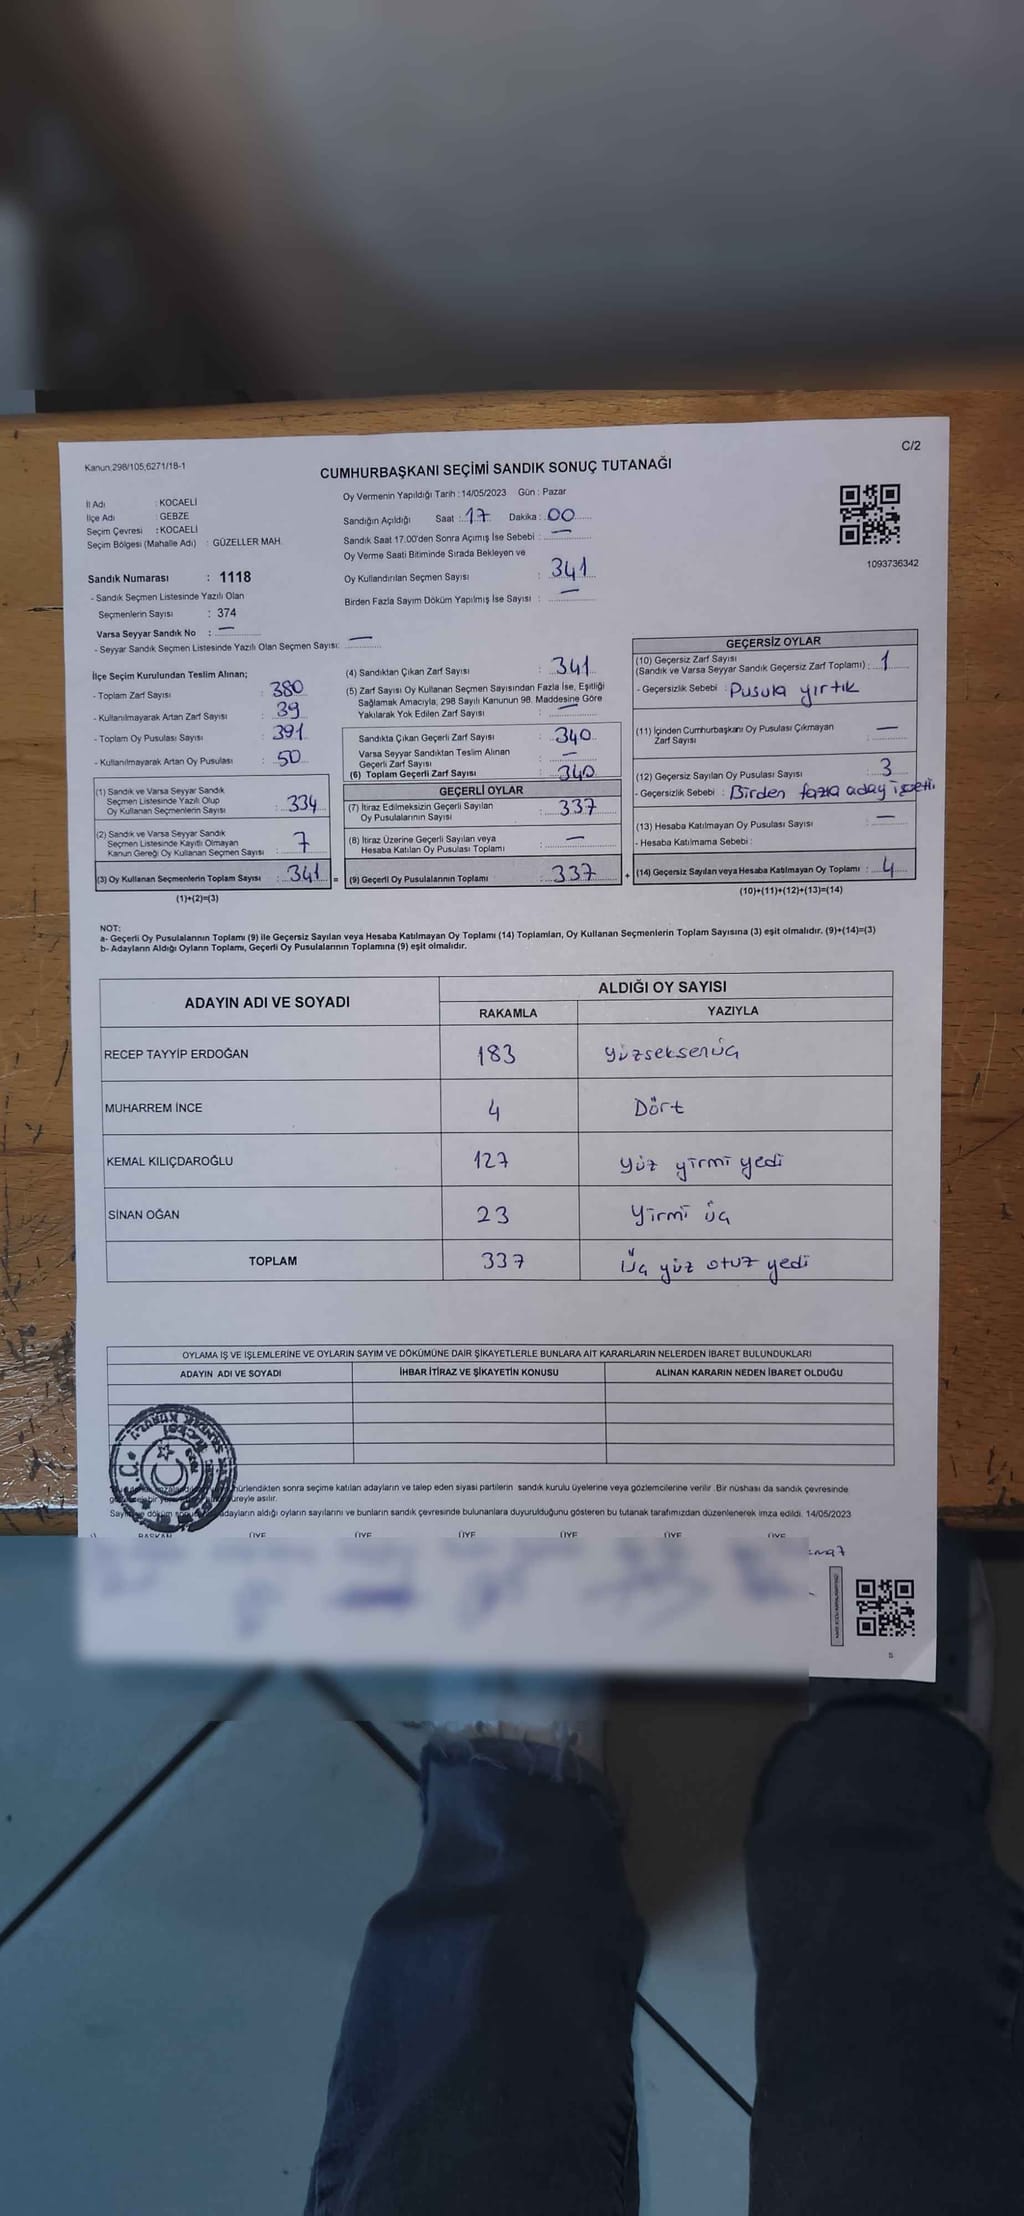 Kanun,298/105,6271/18-1
C/2
CUMHURBAŞKANI SEÇİMİ SANDIK SONUÇ TUTANAĞI
İl Adı : KOCAELİ
İlçe Adı : GEBZE
Seçim Çevresi : KOCAELİ
Seçim Bölgesi (Mahalle Adı) : GÜZELLER MAH.
Sandık Numarası : 1118
- Sandık Seçmen Listesinde Yazılı Olan
Seçmenlerin Sayısı : 374
Varsa Seyyar Sandık No : —
- Seyyar Sandık Seçmen Listesinde Yazılı Olan Seçmen Sayısı: —
Oy Vermenin Yapıldığı Tarih : 14/05/2023 Gün : Pazar
Sandığın Açıldığı Saat : 17 Dakika : 00
Sandık Saat 17.00'den Sonra Açımış İse Sebebi : —
Oy Verme Saati Bitiminde Sırada Bekleyen ve
Oy Kullandırılan Seçmen Sayısı : 341
Birden Fazla Sayım Döküm Yapılmış İse Sayısı : —
1093736342
İlçe Seçim Kurulundan Teslim Alınan;
- Toplam Zarf Sayısı : 380
- Kullanılmayarak Artan Zarf Sayısı : 39
- Toplam Oy Pusulası Sayısı : 391
- Kullanılmayarak Artan Oy Pusulası : 50
(1) Sandık ve Varsa Seyyar Sandık
Seçmen Listesinde Yazılı Olup
Oy Kullanan Seçmenlerin Sayısı : 334
(2) Sandık ve Varsa Seyyar Sandık
Seçmen Listesinde Kayıtlı Olmayan
Kanun Gereği Oy Kullanan Seçmen Sayısı : 7
(3) Oy Kullanan Seçmenlerin Toplam Sayısı : 341 =
(1)+(2)=(3)
(4) Sandıktan Çıkan Zarf Sayısı : 341
(5) Zarf Sayısı Oy Kullanan Seçmen Sayısından Fazla İse, Eşitliği
Sağlamak Amacıyla, 298 Sayılı Kanunun 98. Maddesine Göre
Yakılarak Yok Edilen Zarf Sayısı : —
Sandıkta Çıkan Geçerli Zarf Sayısı : 340
Varsa Seyyar Sandıktan Teslim Alınan
Geçerli Zarf Sayısı : —
(6) Toplam Geçerli Zarf Sayısı : 340
GEÇERLİ OYLAR
(7) İtiraz Edilmeksizin Geçerli Sayılan
Oy Pusulalarının Sayısı : 337
(8) İtiraz Üzerine Geçerli Sayılan veya
Hesaba Katılan Oy Pusulası Toplamı : —
(9) Geçerli Oy Pusulalarının Toplamı : 337 +
GEÇERSİZ OYLAR
(10) Geçersiz Zarf Sayısı
(Sandık ve Varsa Seyyar Sandık Geçersiz Zarf Toplamı) : 1
- Geçersizlik Sebebi : Pusula yırtık
(11) İçinden Cumhurbaşkanı Oy Pusulası Çıkmayan
Zarf Sayısı : —
(12) Geçersiz Sayılan Oy Pusulası Sayısı : 3
- Geçersizlik Sebebi : Birden fazla aday
(13) Hesaba Katılmayan Oy Pusulası Sayısı : —
- Hesaba Katılmama Sebebi :
(14) Geçersiz Sayılan veya Hesaba Katılmayan Oy Toplamı : 4
(10)+(11)+(12)+(13)=(14)
NOT:
a- Geçerli Oy Pusulalarının Toplamı (9) ile Geçersiz Sayılan veya Hesaba Katılmayan Oy Toplamı (14) Toplamları, Oy Kullanan Seçmenlerin Toplam Sayısına (3) eşit olmalıdır. (9)+(14)=(3)
b- Adayların Aldığı Oyların Toplamı, Geçerli Oy Pusulalarının Toplamına (9) eşit olmalıdır.
ADAYIN ADI VE SOYADI
ALDIĞI OY SAYISI
RAKAMLA YAZIYLA
RECEP TAYYİP ERDOĞAN 183 yüzseksenüç
MUHARREM İNCE 4 Dört
KEMAL KILIÇDAROĞLU 127 yüz yirmi yedi
SİNAN OĞAN 23 yirmi üç
TOPLAM 337 Üç yüz otuz yedi
OYLAMA İŞ VE İŞLEMLERİNE VE OYLARIN SAYIM VE DÖKÜMÜNE DAİR ŞİKAYETLERLE BUNLARA AİT KARARLARIN NELERDEN İBARET BULUNDUKLARI
ADAYIN ADI VE SOYADI İHBAR İTİRAZ VE ŞİKAYETİN KONUSU ALINAN KARARIN NEDEN İBARET OLDUĞU
sonra seçime katılan adayların ve talep eden siyasi partilerin sandık kurulu üyelerine veya gözlemcilerine verilir. Bir nüshası da sandık çevresinde
asılır.
adayların aldığı oyların sayılarını ve bunların sandık çevresinde bulunanlara duyurulduğunu gösteren bu tutanak tarafımızdan düzenlenerek imza edildi. 14/05/2023
BAŞKAN ÜYE ÜYE ÜYE ÜYE ÜYE ÜYE
5